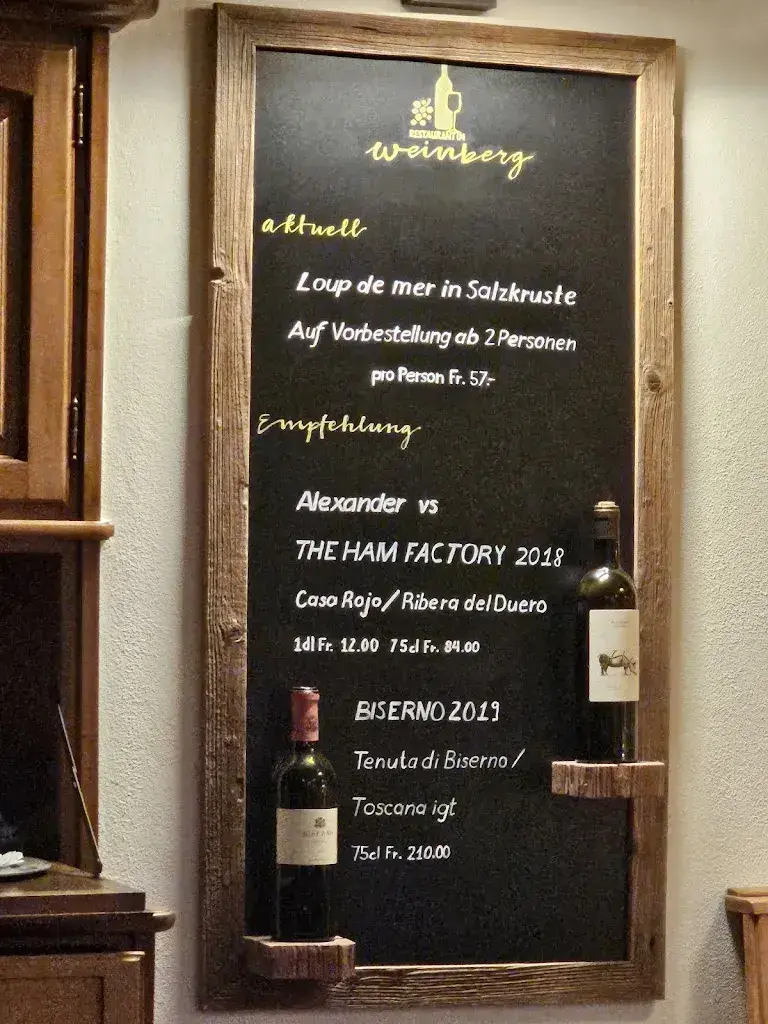 RESTAURANT
weinberg
aktuell
Loup de mer in Salzkruste
Auf Vorbestellung ab 2 Personen
pro Person Fr. 57.-
Empfehlung
Alexander vs
THE HAM FACTORY 2018
Casa Rojo / Ribera del Duero
1dl Fr. 12.00 75cl Fr. 84.00
BISERNO 2019
Tenuta di Biserno /
Toscana igt
75cl Fr. 210.00
BISERNO